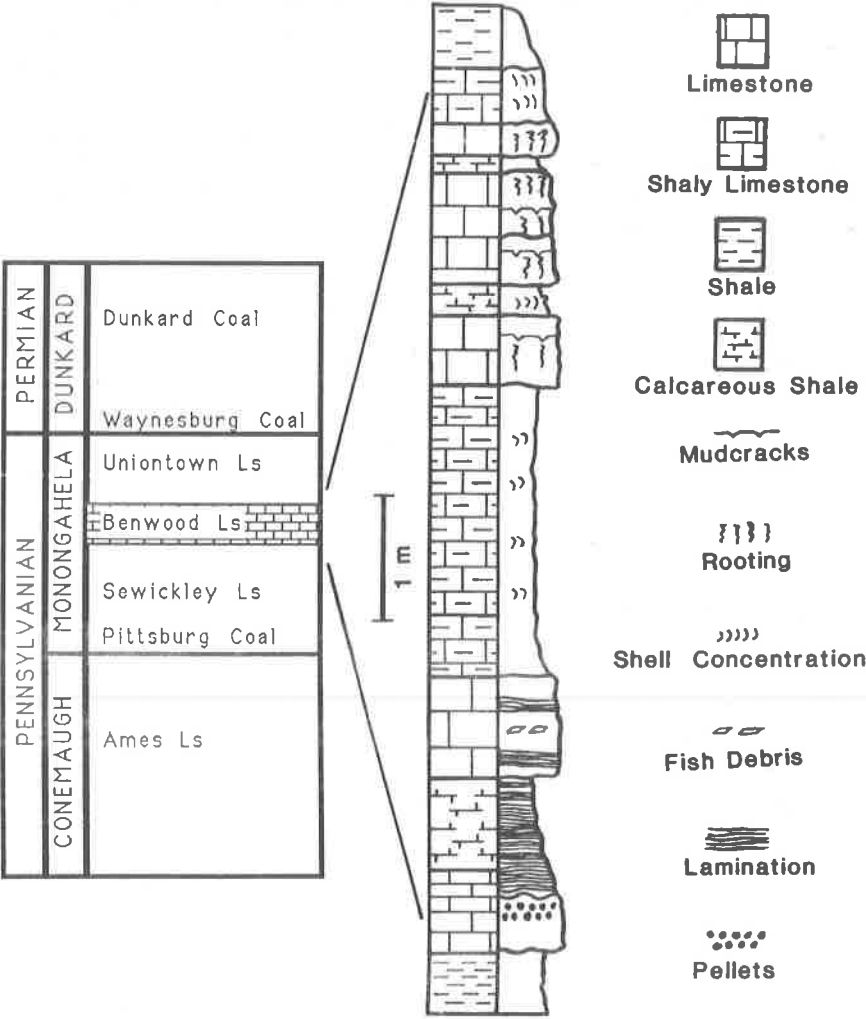 PERMIAN
DUNKARD
Dunkard Coal
Waynesburg Coal
PENNSYLVANIAN
MONONGAHELA
Uniontown Ls
Benwood Ls
Sewickley Ls
Pittsburg Coal
CONEMAUGH
Ames Ls
1 m
Limestone
Shaly Limestone
Shale
Calcareous Shale
Mudcracks
Rooting
Shell Concentration
Fish Debris
Lamination
Pellets